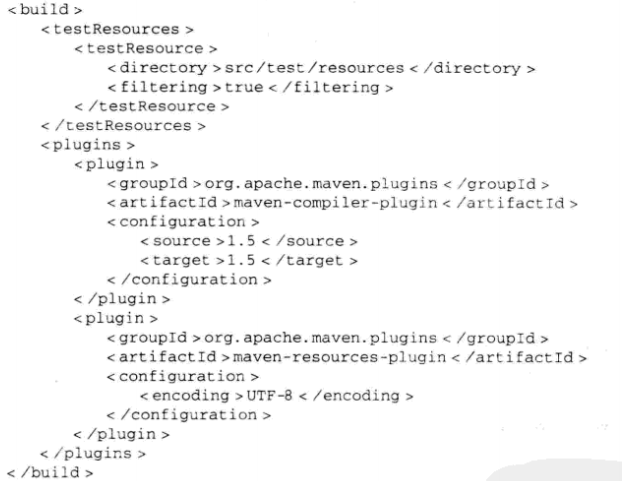 <build>
<testResources>
<testResource>
<directory>src/test/resources</directory>
<filtering>true</filtering>
</testResource>
</testResources>
<plugins>
<plugin>
<groupId>org.apache.maven.plugins</groupId>
<artifactId>maven-compiler-plugin</artifactId>
<configuration>
<source>1.5</source>
<target>1.5</target>
</configuration>
</plugin>
<plugin>
<groupId>org.apache.maven.plugins</groupId>
<artifactId>maven-resources-plugin</artifactId>
<configuration>
<encoding>UTF-8</encoding>
</configuration>
</plugin>
</plugins>
</build>